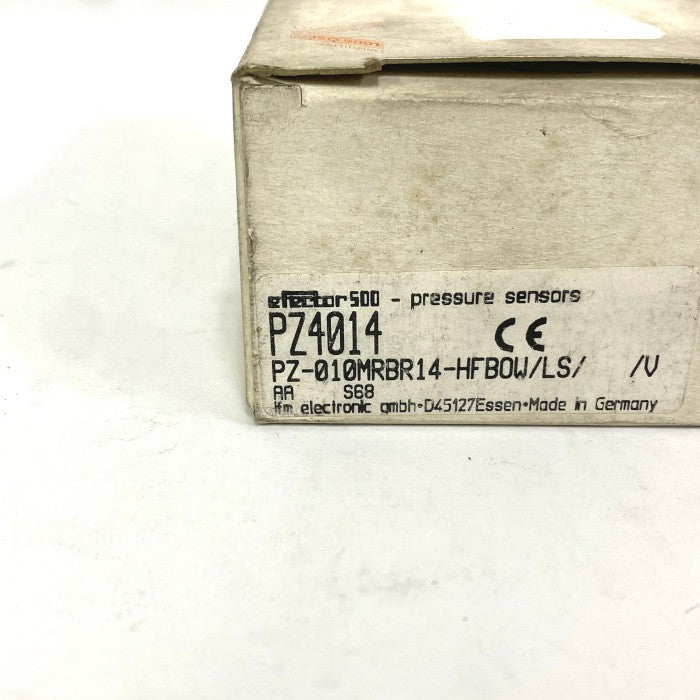 efector500 - pressure sensors
PZ4014 CE
PZ-010MRBR14-HFBOW/LS/ /V
AA S68
ifm electronic gmbh•D45127Essen•Made in Germany